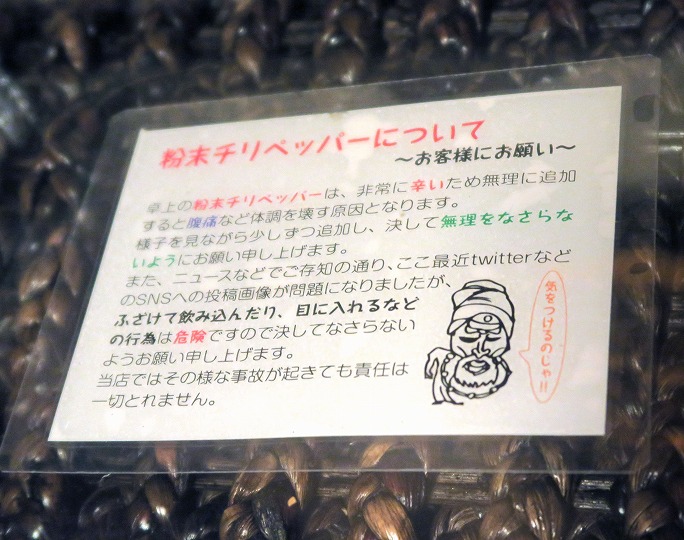 粉末チリペッパーについて
～お客様にお願い～
卓上の粉末チリペッパーは、非常に辛いため無理に追加
すると腹痛など体調を壊す原因となります。
様子を見ながら少しずつ追加し、決して無理をなさらな
いようにお願い申し上げます。
また、ニュースなどでご存知の通り、ここ最近twitterなど
のSNSへの投稿画像が問題になりましたが、
ふざけて飲み込んだり、目に入れるなど
の行為は危険ですので決してなさらない
ようお願い申し上げます。
当店ではその様な事故が起きても責任は
一切とれません。
気をつけるのじゃ!!